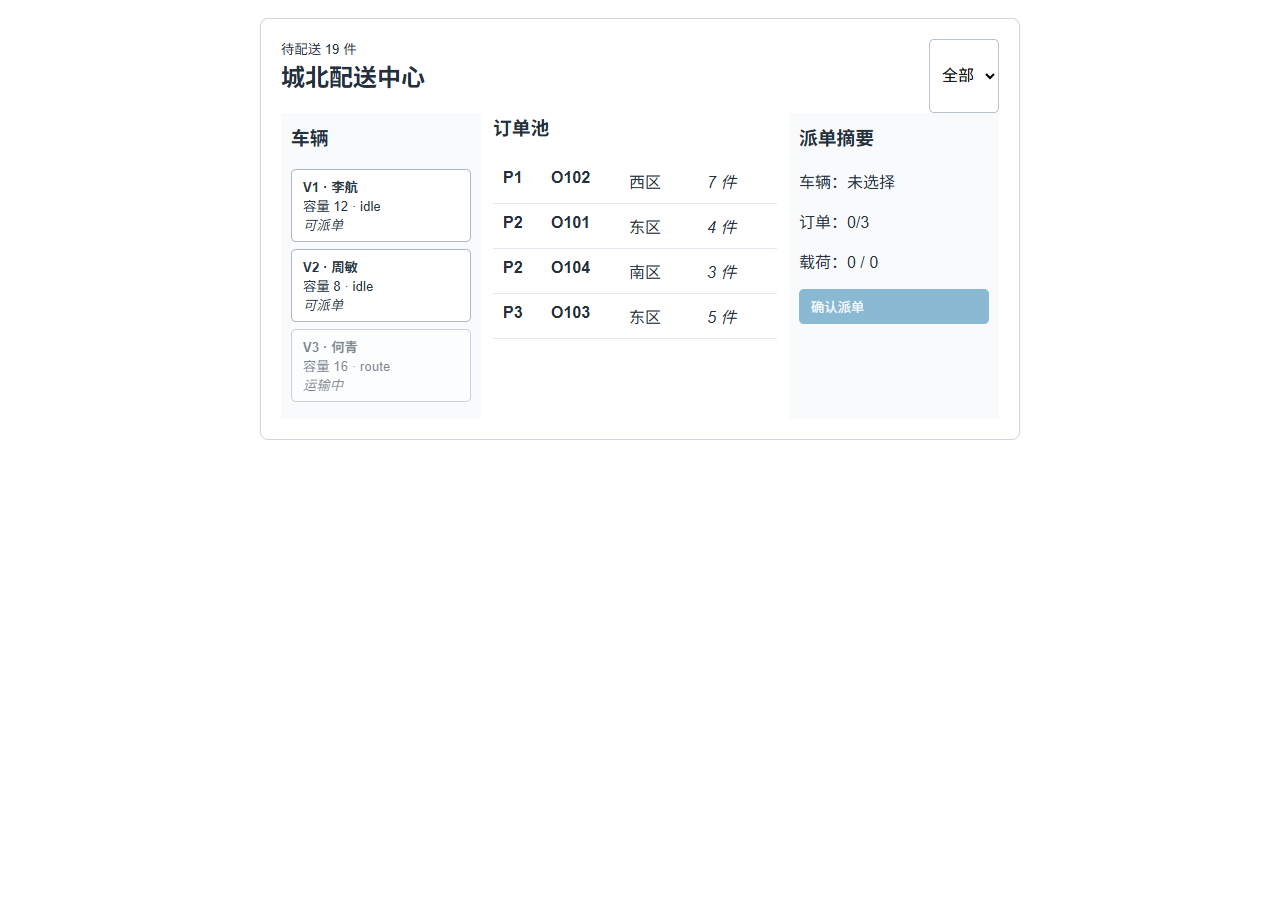 待配送 19 件
城北配送中心
全部
车辆
V1 · 李航
容量 12 · idle
可派单
V2 · 周敏
容量 8 · idle
可派单
V3 · 何青
容量 16 · route
运输中
订单池
P1 O102 西区 7 件
P2 O101 东区 4 件
P2 O104 南区 3 件
P3 O103 东区 5 件
派单摘要
车辆：未选择
订单：0/3
载荷：0 / 0
确认派单